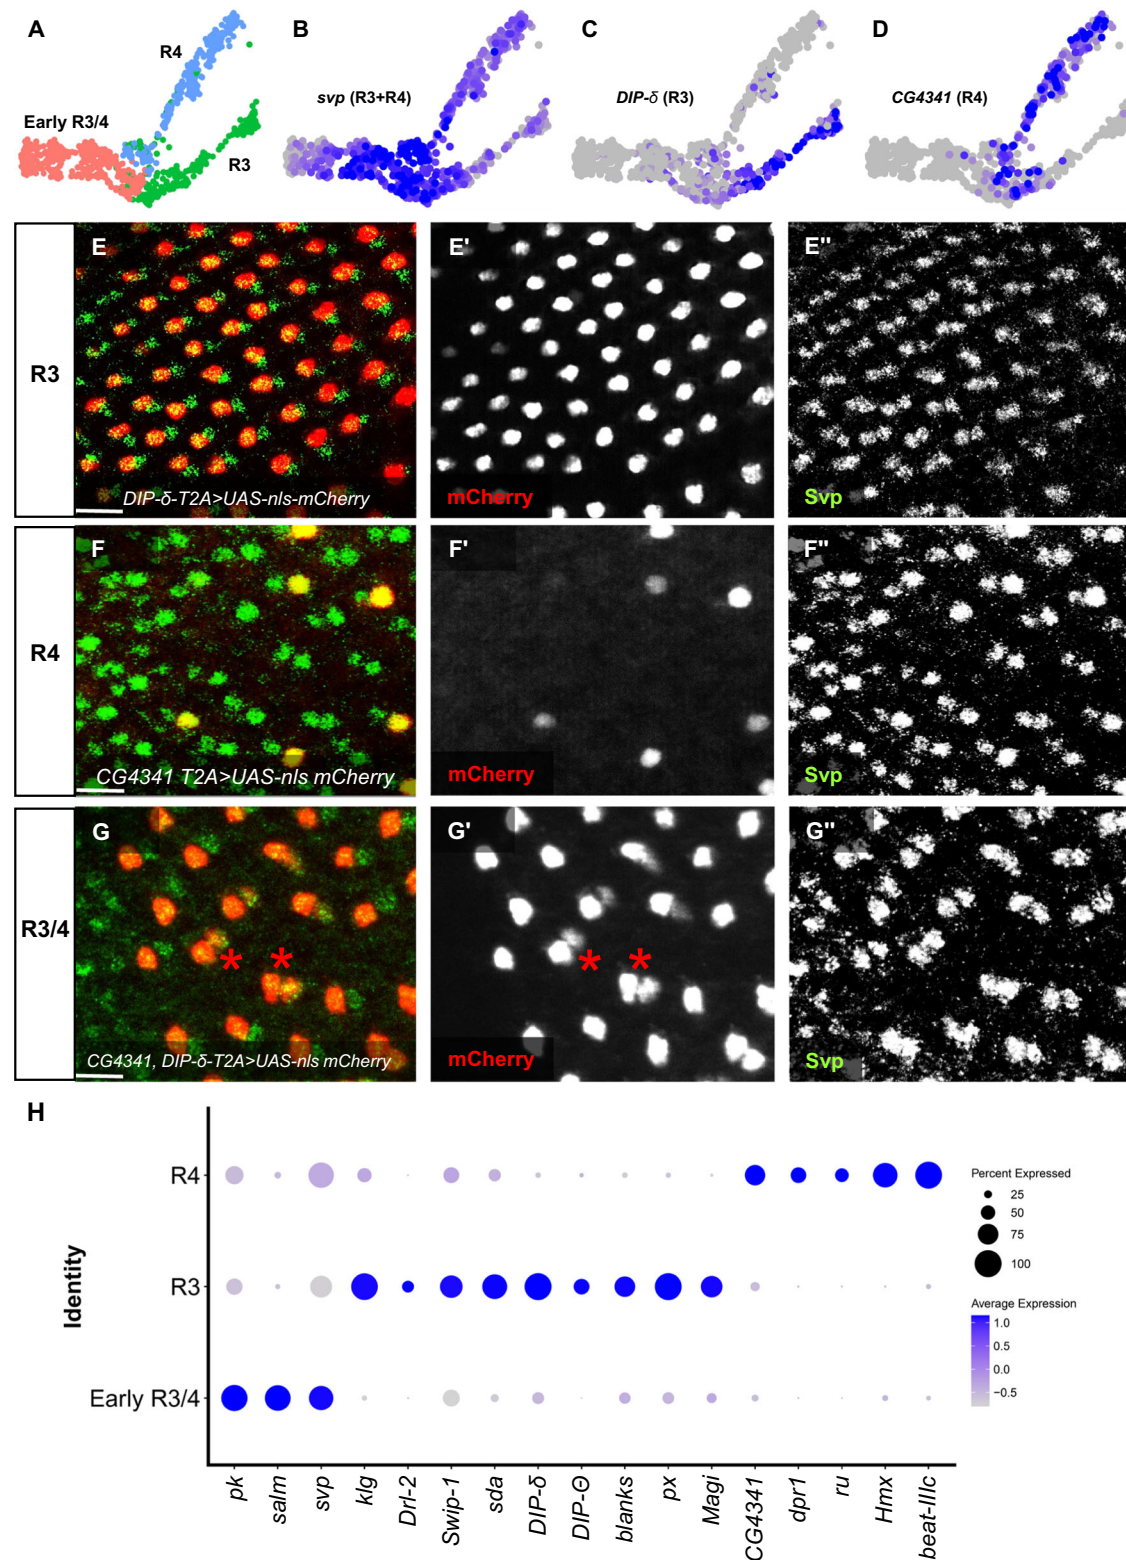 A
B
C
D
R4
Early R3/4
R3
svp (R3+R4)
DIP-δ (R3)
CG4341 (R4)
R3
E
E'
E"
DIP-δ-T2A>UAS-nls-mCherry
mCherry
Svp
R4
F
F'
F"
CG4341 T2A>UAS-nls mCherry
mCherry
Svp
R3/4
G
G'
G"
* *
* *
CG4341, DIP-δ-T2A>UAS-nls mCherry
mCherry
Svp
H
Identity
R4
R3
Early R3/4
pk
salm
svp
klg
Drl-2
Swip-1
sda
DIP-δ
DIP-Θ
blanks
px
Magi
CG4341
dpr1
ru
Hmx
beat-IIIc
Percent Expressed
25
50
75
100
Average Expression
1.0
0.5
0.0
−0.5